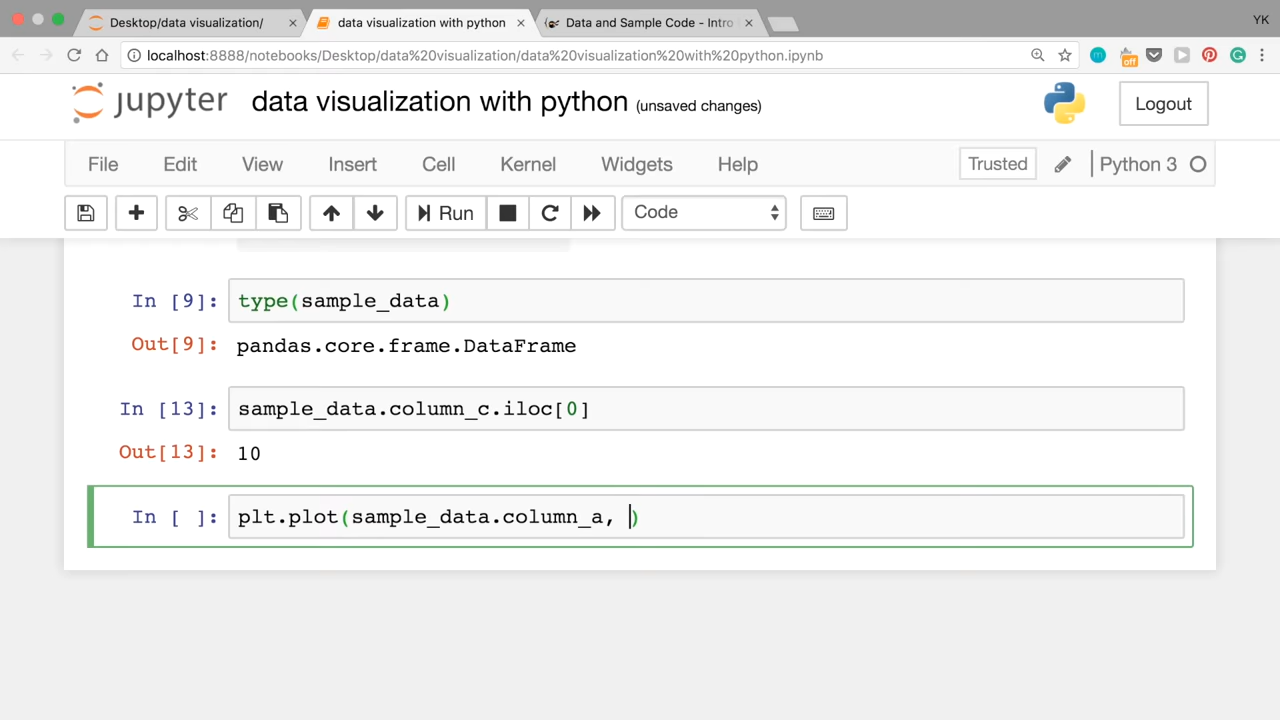 Desktop/data visualization/
data visualization with python
Data and Sample Code - Intro
YK
localhost:8888/notebooks/Desktop/data%20visualization/data%20visualization%20with%20python.ipynb
m
off
jupyter data visualization with python (unsaved changes)
Logout
File Edit View Insert Cell Kernel Widgets Help
Trusted Python 3
Run Code
In [9]: type(sample_data)
Out[9]: pandas.core.frame.DataFrame
In [13]: sample_data.column_c.iloc[0]
Out[13]: 10
In [ ]: plt.plot(sample_data.column_a, )